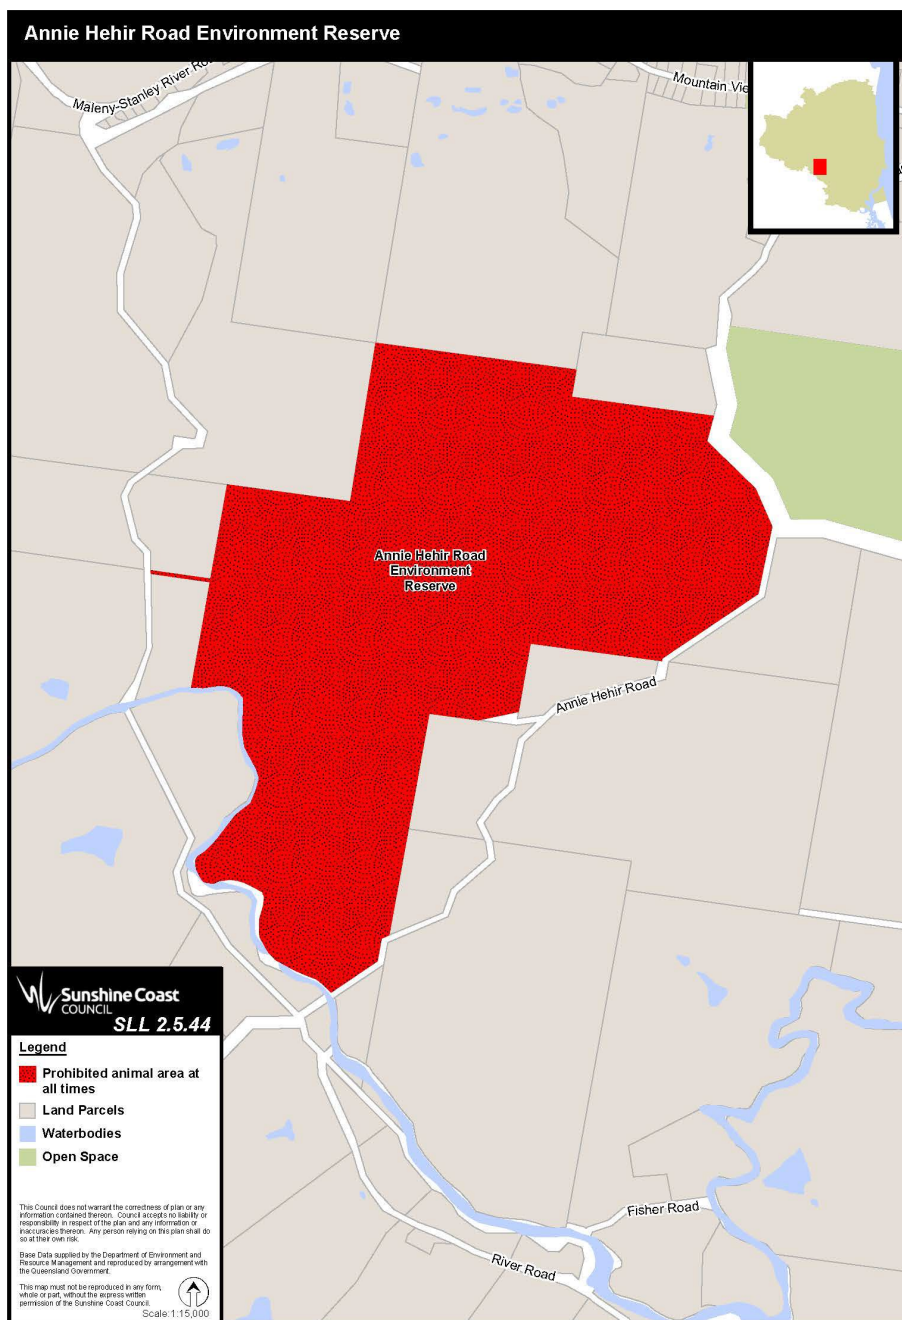 Annie Hehir Road Environment Reserve
Maleny-Stanley River
Mountain
Annie Hehir Road
Environment
Reserve
Annie Hehir Road
Sunshine Coast
COUNCIL
SLL 2.5.44
Legend
Prohibited animal area at
all times
Land Parcels
Waterbodies
Open Space
This Council does not warrant the correctness of plan or any
information contained thereon. Council accepts no liability or
responsibility in respect of the plan and any information or
inaccuracies thereon. Any person relying on this plan shall do
so at their own risk.
Base Data supplied by the Department of Environment and
Resource Management and reproduced by arrangement with
the Queensland Government.
This map must not be reproduced in any form,
whole or part, without the express written
permission of the Sunshine Coast Council.
Scale:1:15,000
Fisher Road
River Road